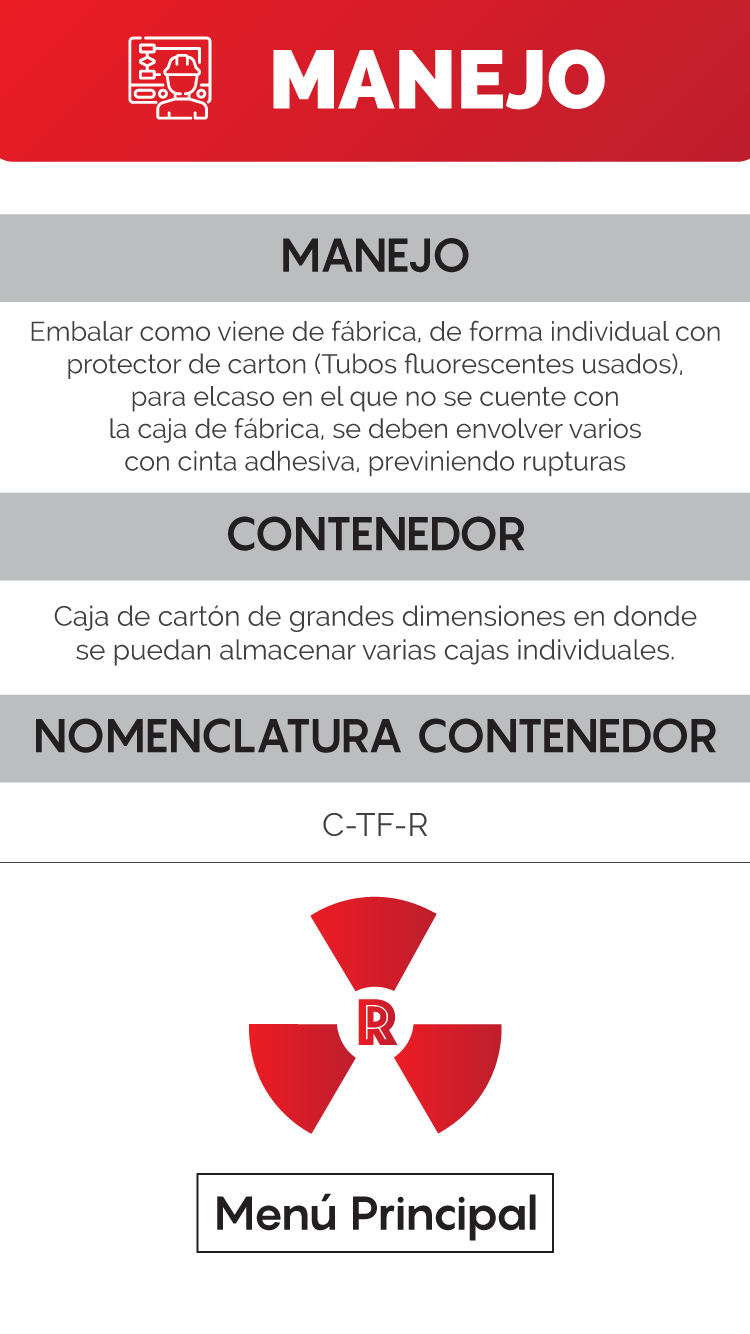 MANEJO
MANEJO
Embalar como viene de fábrica, de forma individual con
protector de carton (Tubos fluorescentes usados),
para elcaso en el que no se cuente con
la caja de fábrica, se deben envolver varios
con cinta adhesiva, previniendo rupturas
CONTENEDOR
Caja de cartón de grandes dimensiones en donde
se puedan almacenar varias cajas individuales.
NOMENCLATURA CONTENEDOR
C-TF-R
R
Menú Principal